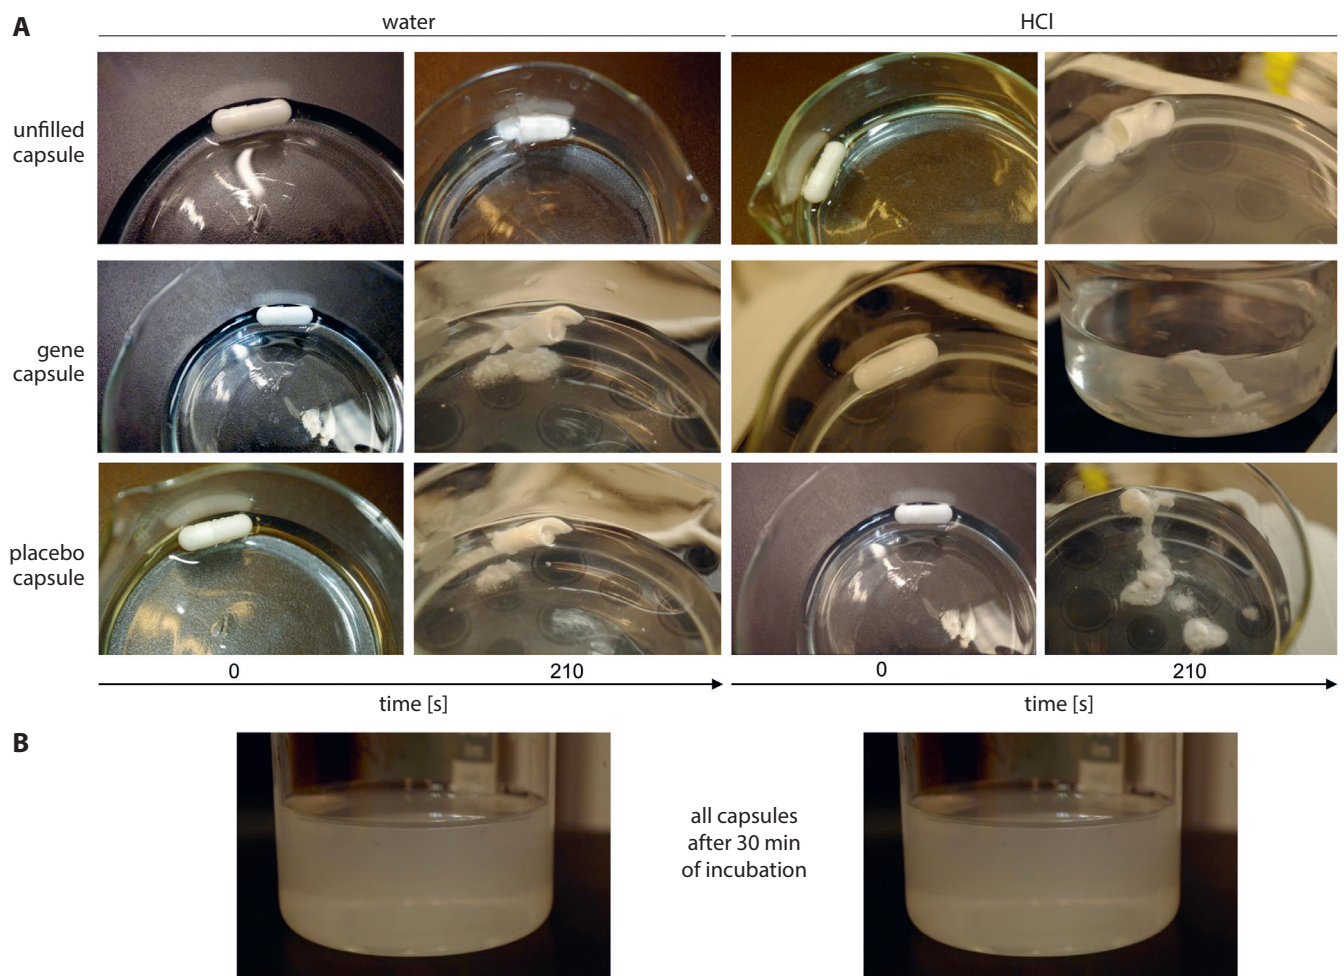 A
water
HCl
unfilled
capsule
gene
capsule
placebo
capsule
0
210
0
210
time [s]
time [s]
B
all capsules
after 30 min
of incubation